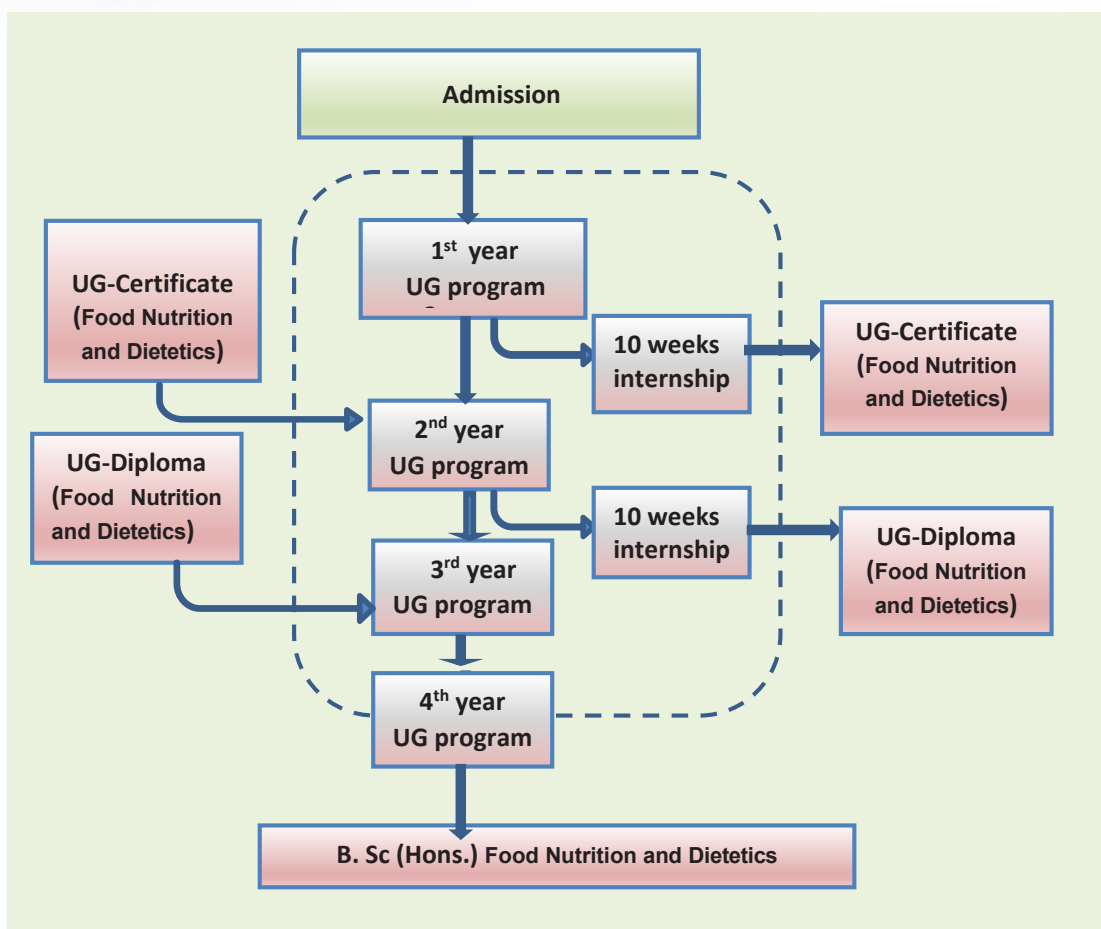 Admission
1st year
UG program
UG-Certificate
(Food Nutrition
and Dietetics)
10 weeks
internship
UG-Certificate
(Food Nutrition
and Dietetics)
2nd year
UG program
UG-Diploma
(Food Nutrition
and Dietetics)
10 weeks
internship
UG-Diploma
(Food Nutrition
and Dietetics)
3rd year
UG program
4th year
UG program
B. Sc (Hons.) Food Nutrition and Dietetics